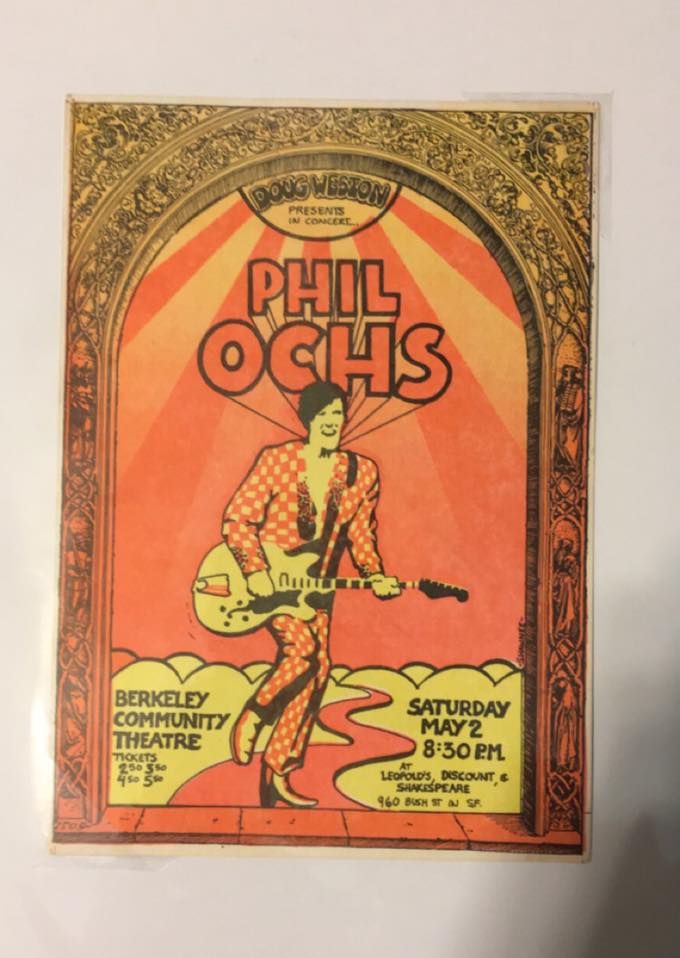 DOUG WESTON
PRESENTS
IN CONCERT...
PHIL
OCHS
BERKELEY
COMMUNITY
THEATRE
TICKETS
2 50 3 50
4 50 5 50
SATURDAY
MAY 2
8:30 P.M.
AT
LEOPOLD'S, DISCOUNT, &
SHAKESPEARE
960 BUSH ST IN S.F.